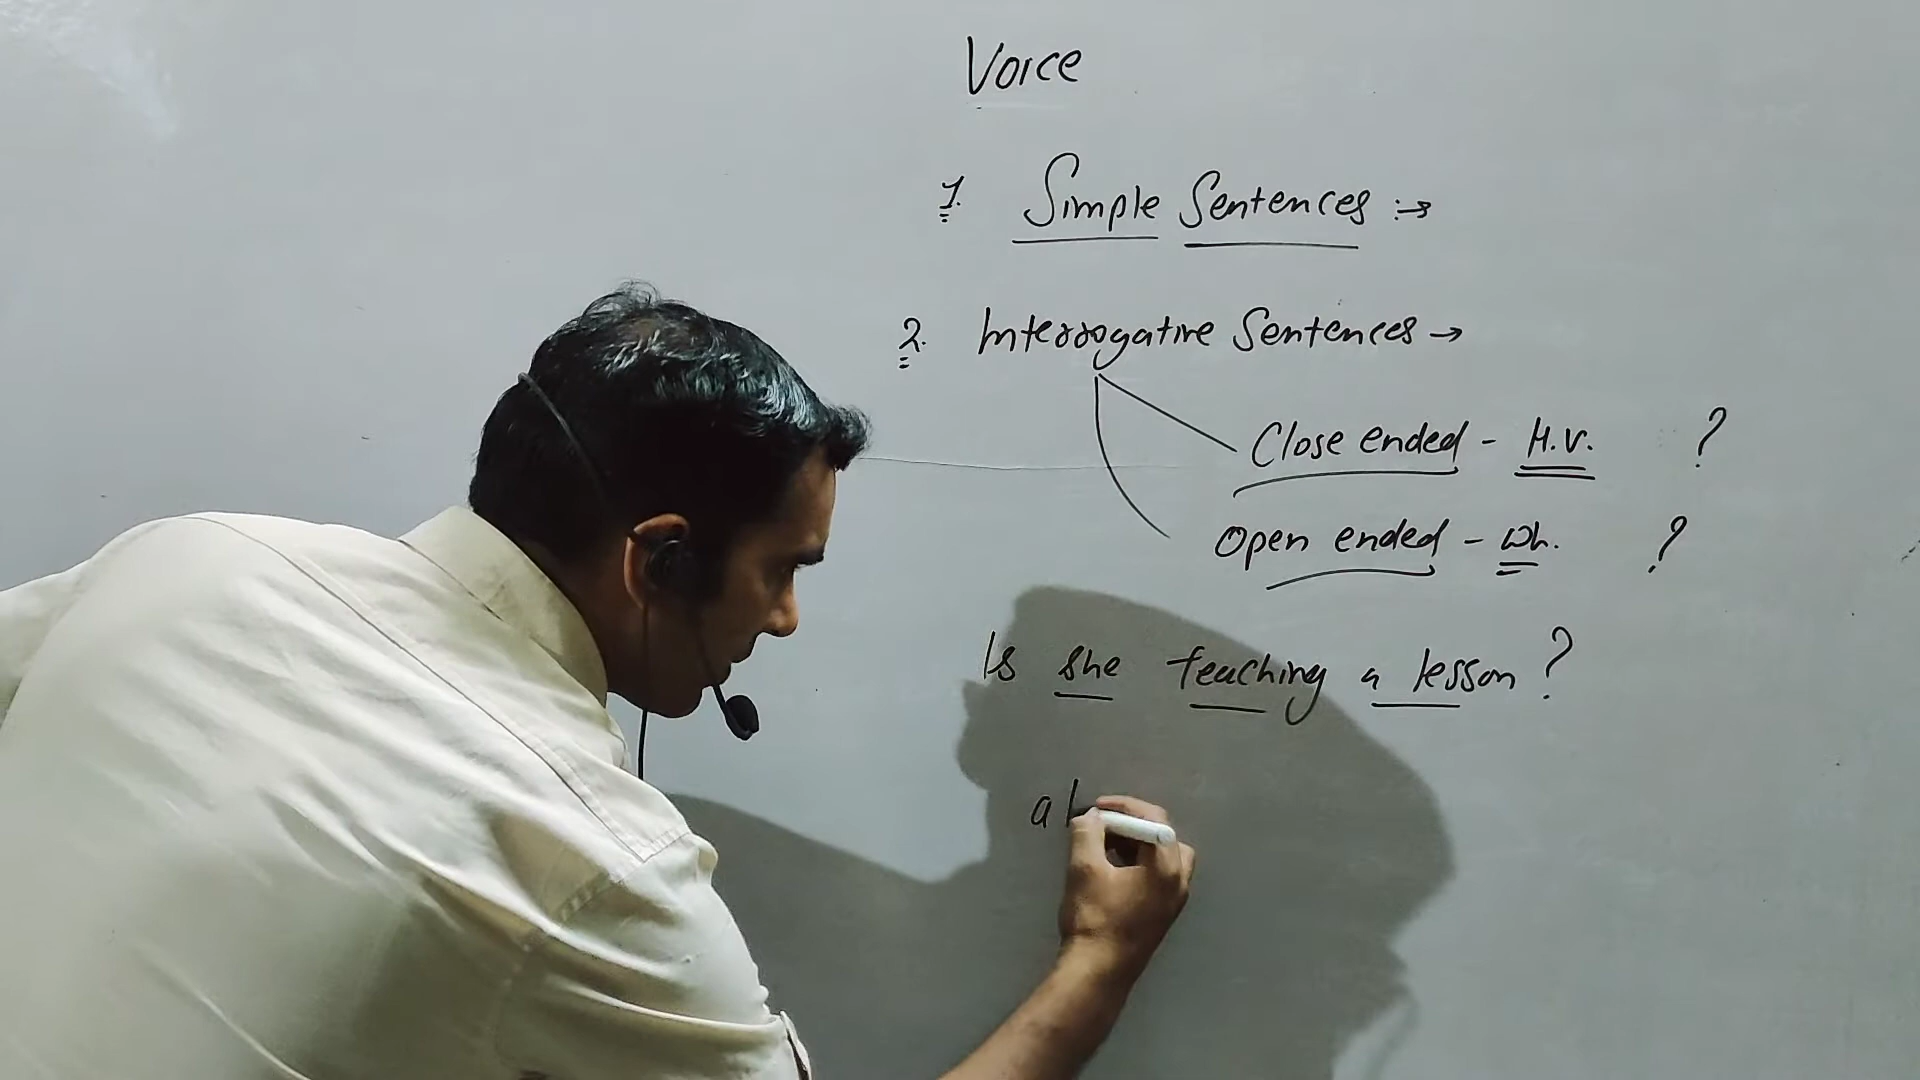 Voice
1. Simple Sentences :→
2. Interrogative Sentences →
Close ended - H.V. ?
Open ended - Wh. ?
Is she teaching a lesson?
a l